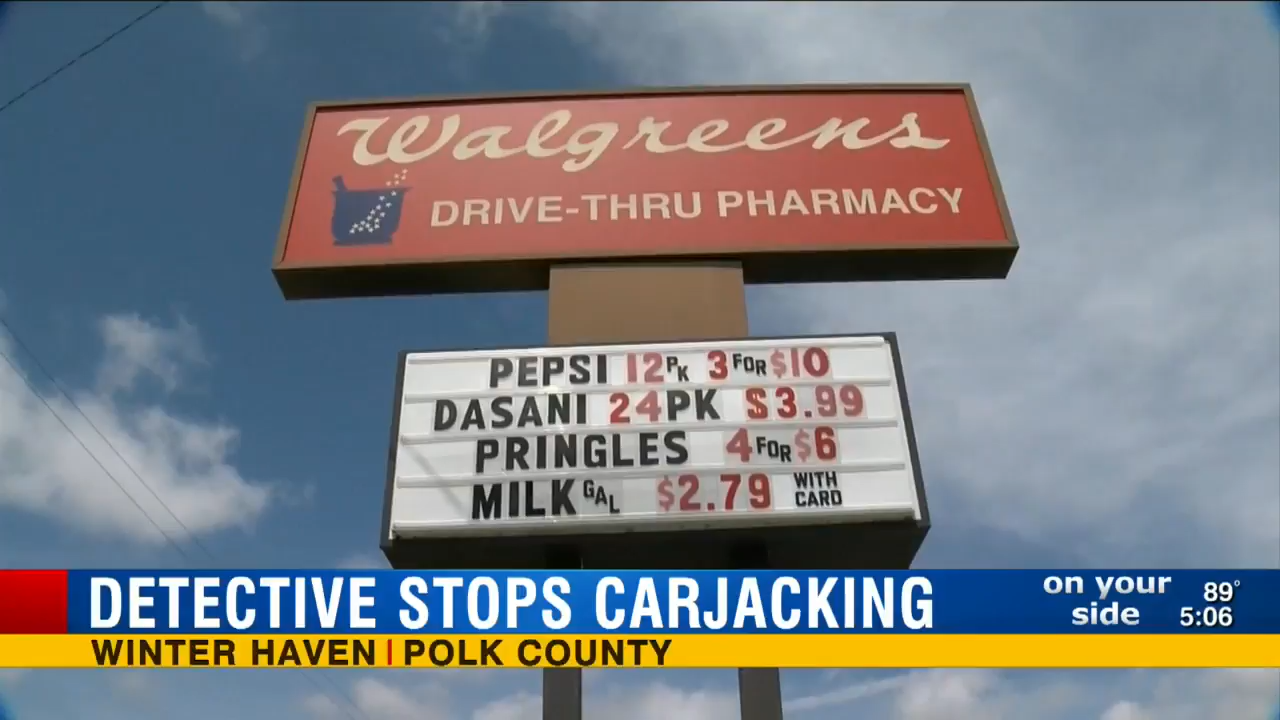 Walgreens
DRIVE-THRU PHARMACY
PEPSI 12PK 3 FOR $10
DASANI 24PK $3.99
PRINGLES 4 FOR $6
MILK GAL $2.79 WITH CARD
DETECTIVE STOPS CARJACKING
WINTER HAVEN | POLK COUNTY
on your side
89°
5:06